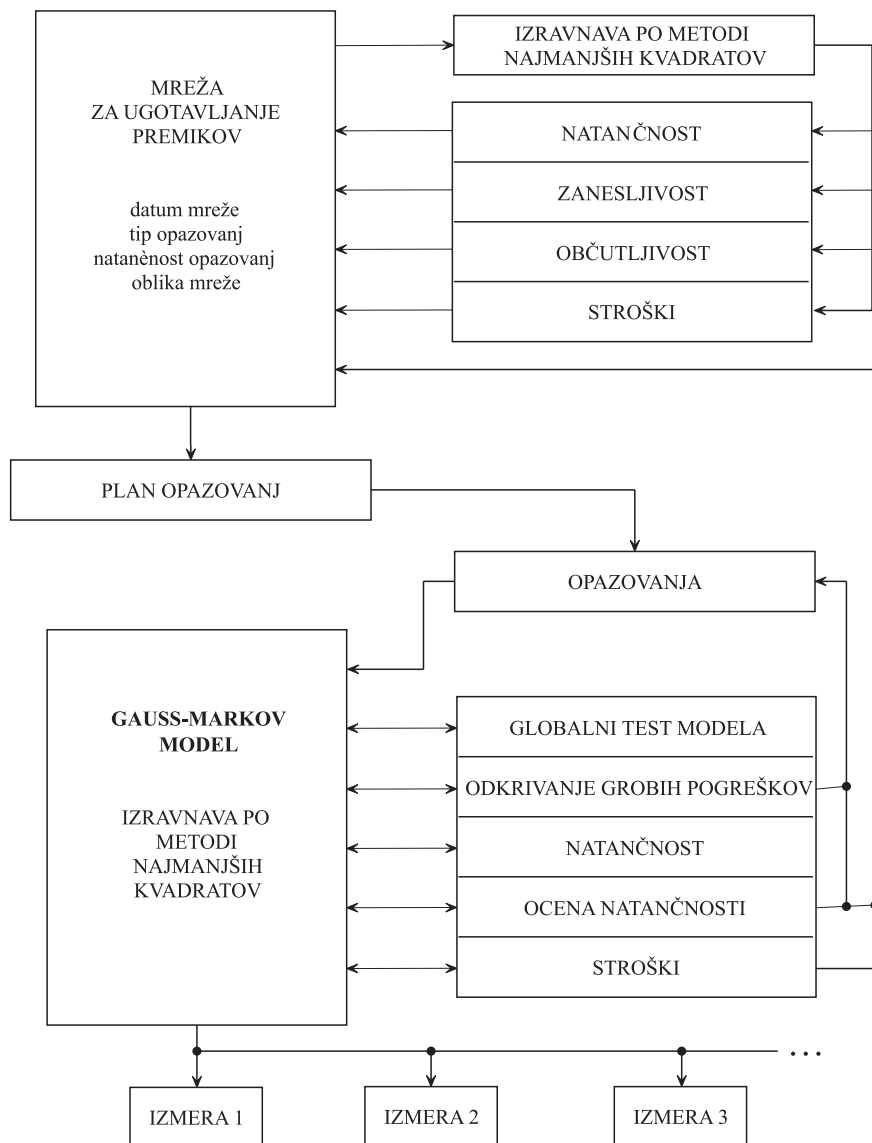 MREŽA
ZA UGOTAVLJANJE
PREMIKOV
datum mreže
tip opazovanj
natanènost opazovanj
oblika mreže
IZRAVNAVA PO METODI
NAJMANJŠIH KVADRATOV
NATANČNOST
ZANESLJIVOST
OBČUTLJIVOST
STROŠKI
PLAN OPAZOVANJ
OPAZOVANJA
GAUSS-MARKOV
MODEL
IZRAVNAVA PO
METODI
NAJMANJŠIH
KVADRATOV
GLOBALNI TEST MODELA
ODKRIVANJE GROBIH POGREŠKOV
NATANČNOST
OCENA NATANČNOSTI
STROŠKI
...
IZMERA 1
IZMERA 2
IZMERA 3